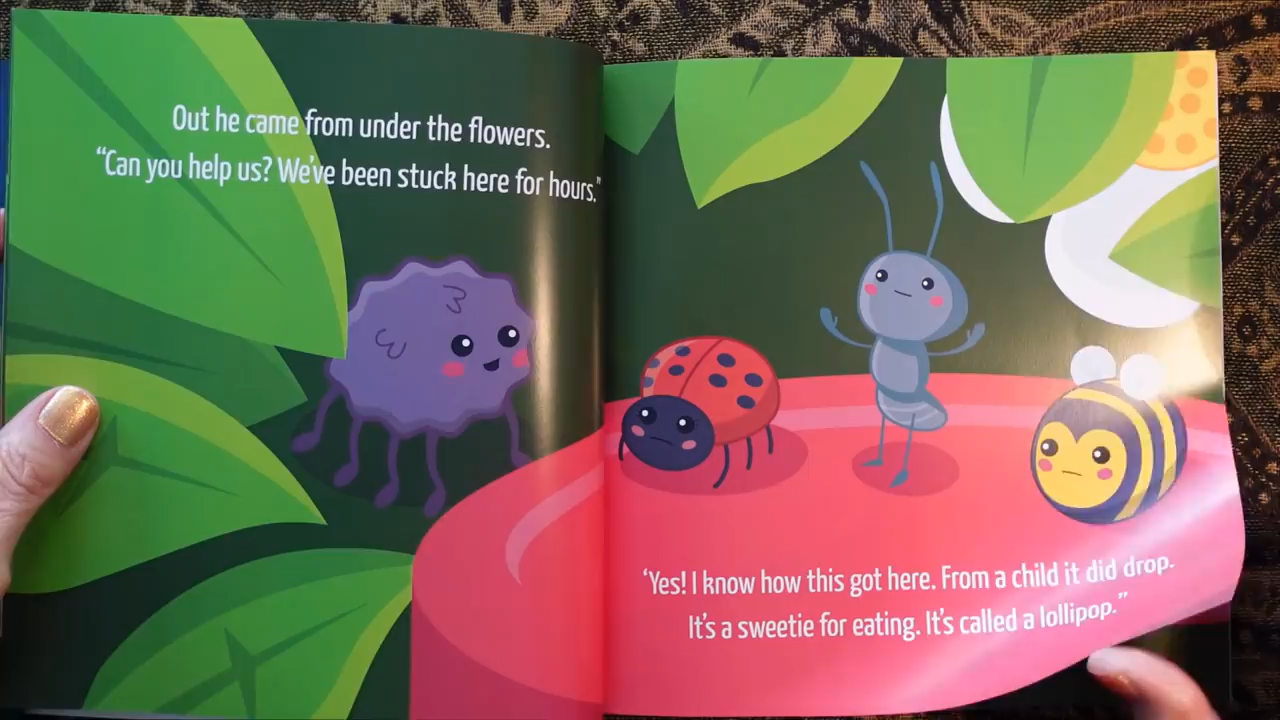 Out he came from under the flowers.
“Can you help us? We’ve been stuck here for hours.”
‘Yes! I know how this got here. From a child it did drop.
It’s a sweetie for eating. It’s called a lollipop.”